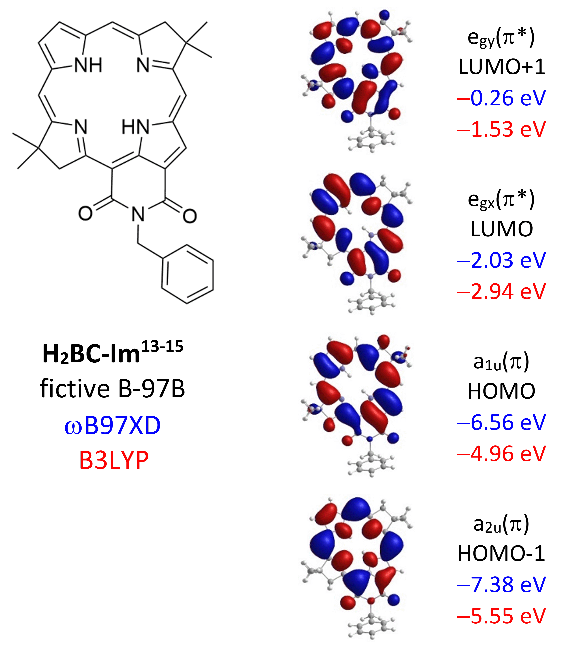 NH
N
N
HN
O
N
O
H₂BC-Im¹³⁻¹⁵
fictive B-97B
ωB97XD
B3LYP
e_gy(π*)
LUMO+1
−0.26 eV
−1.53 eV
e_gx(π*)
LUMO
−2.03 eV
−2.94 eV
a₁ᵤ(π)
HOMO
−6.56 eV
−4.96 eV
a₂ᵤ(π)
HOMO-1
−7.38 eV
−5.55 eV